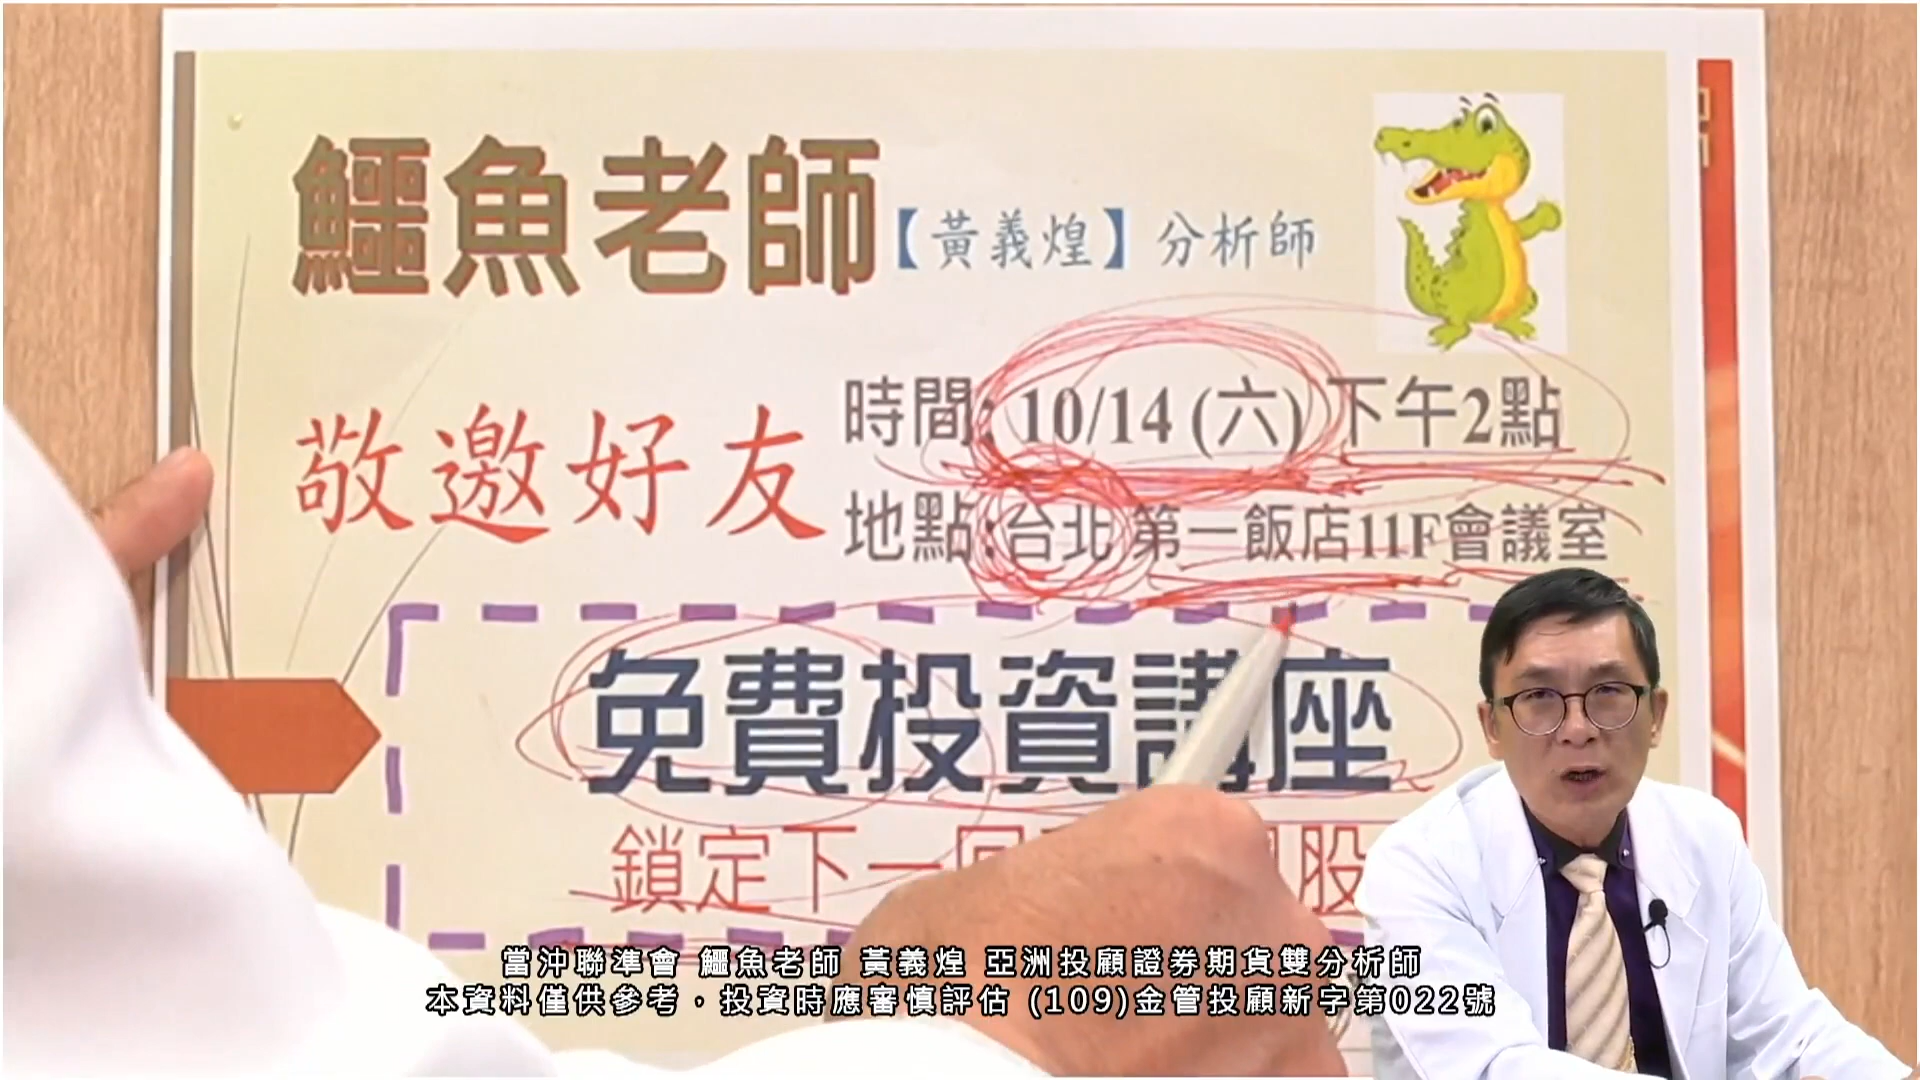 鱷魚老師【黃義煌】分析師
敬邀好友
時間: 10/14 (六) 下午2點
地點:台北第一飯店11F會議室
免費投資講座
鎖定下一
股
當沖聯準會 鱷魚老師 黃義煌 亞洲投顧證券期貨雙分析師
本資料僅供參考，投資時應審慎評估 (109)金管投顧新字第022號